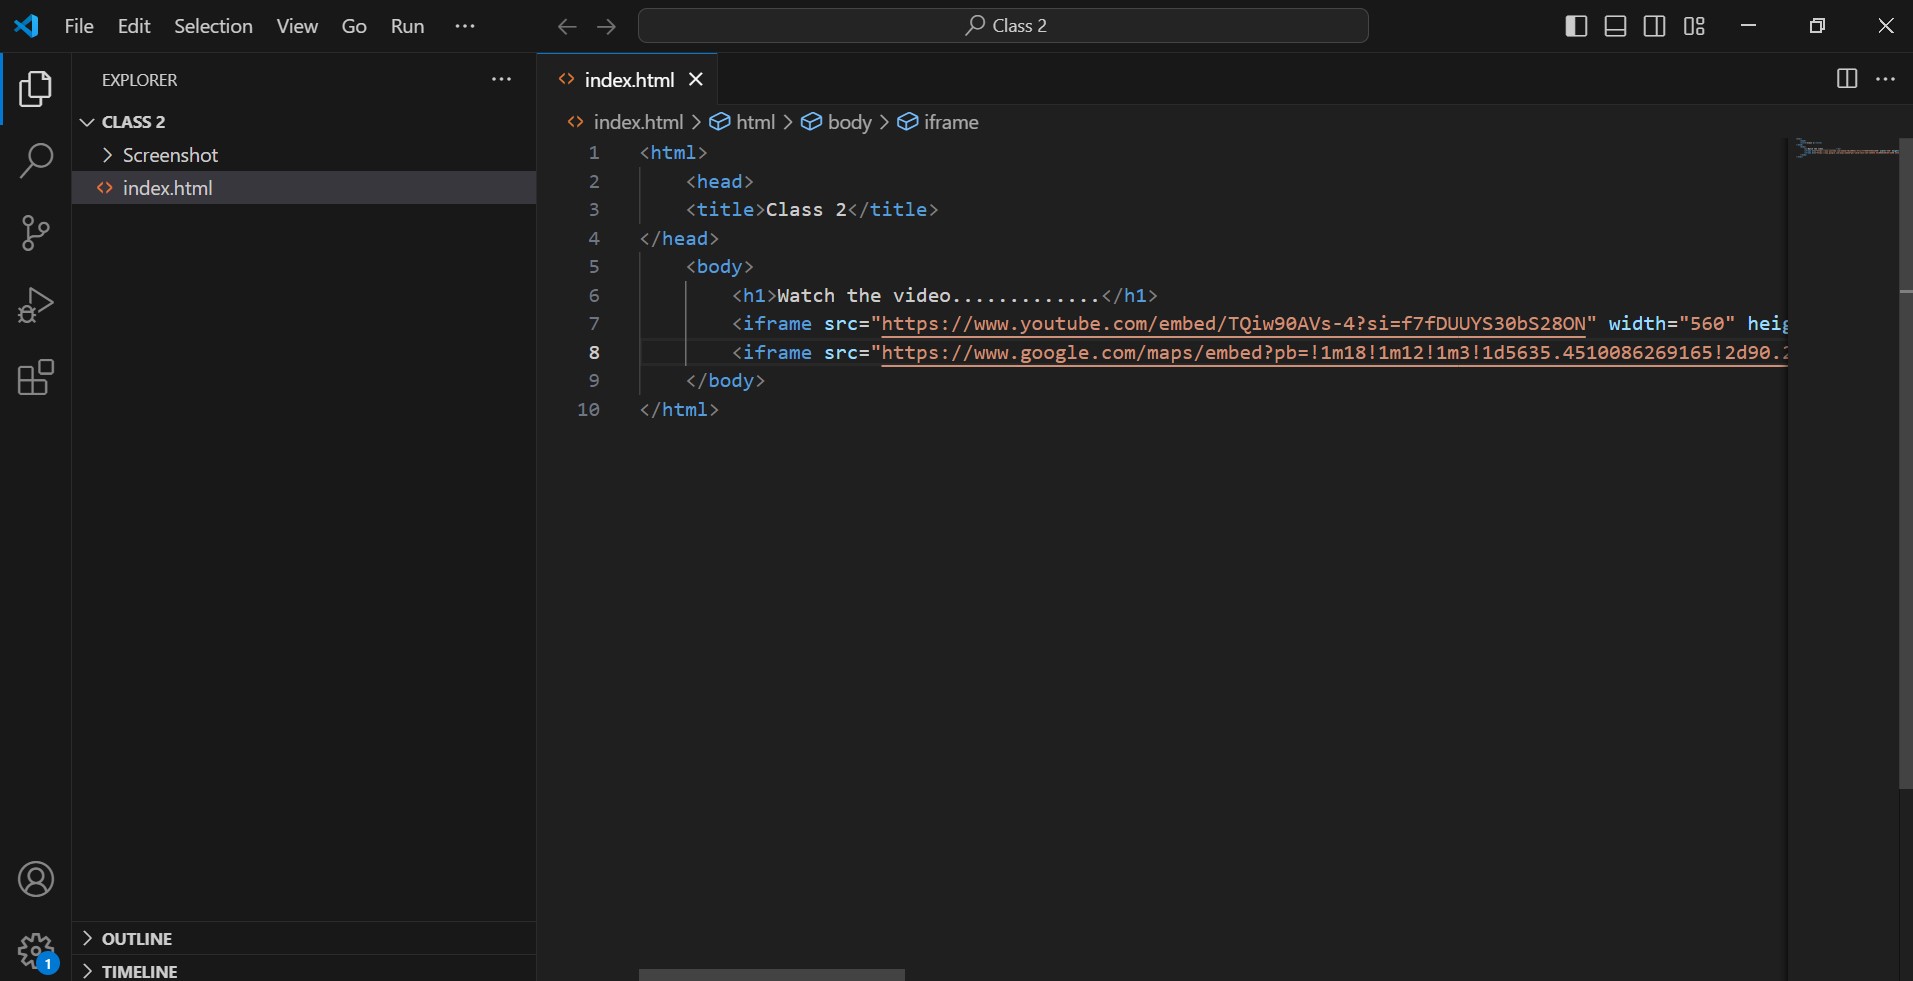 File Edit Selection View Go Run ···
Class 2
EXPLORER
CLASS 2
Screenshot
index.html
OUTLINE
TIMELINE
1
index.html
index.html > html > body > iframe
1 <html>
2 <head>
3 <title>Class 2</title>
4 </head>
5 <body>
6 <h1>Watch the video.............</h1>
7 <iframe src="https://www.youtube.com/embed/TQiw90AVs-4?si=f7fDUUYS30bS28ON" width="560" heig
8 <iframe src="https://www.google.com/maps/embed?pb=!1m18!1m12!1m3!1d5635.4510086269165!2d90.2
9 </body>
10 </html>